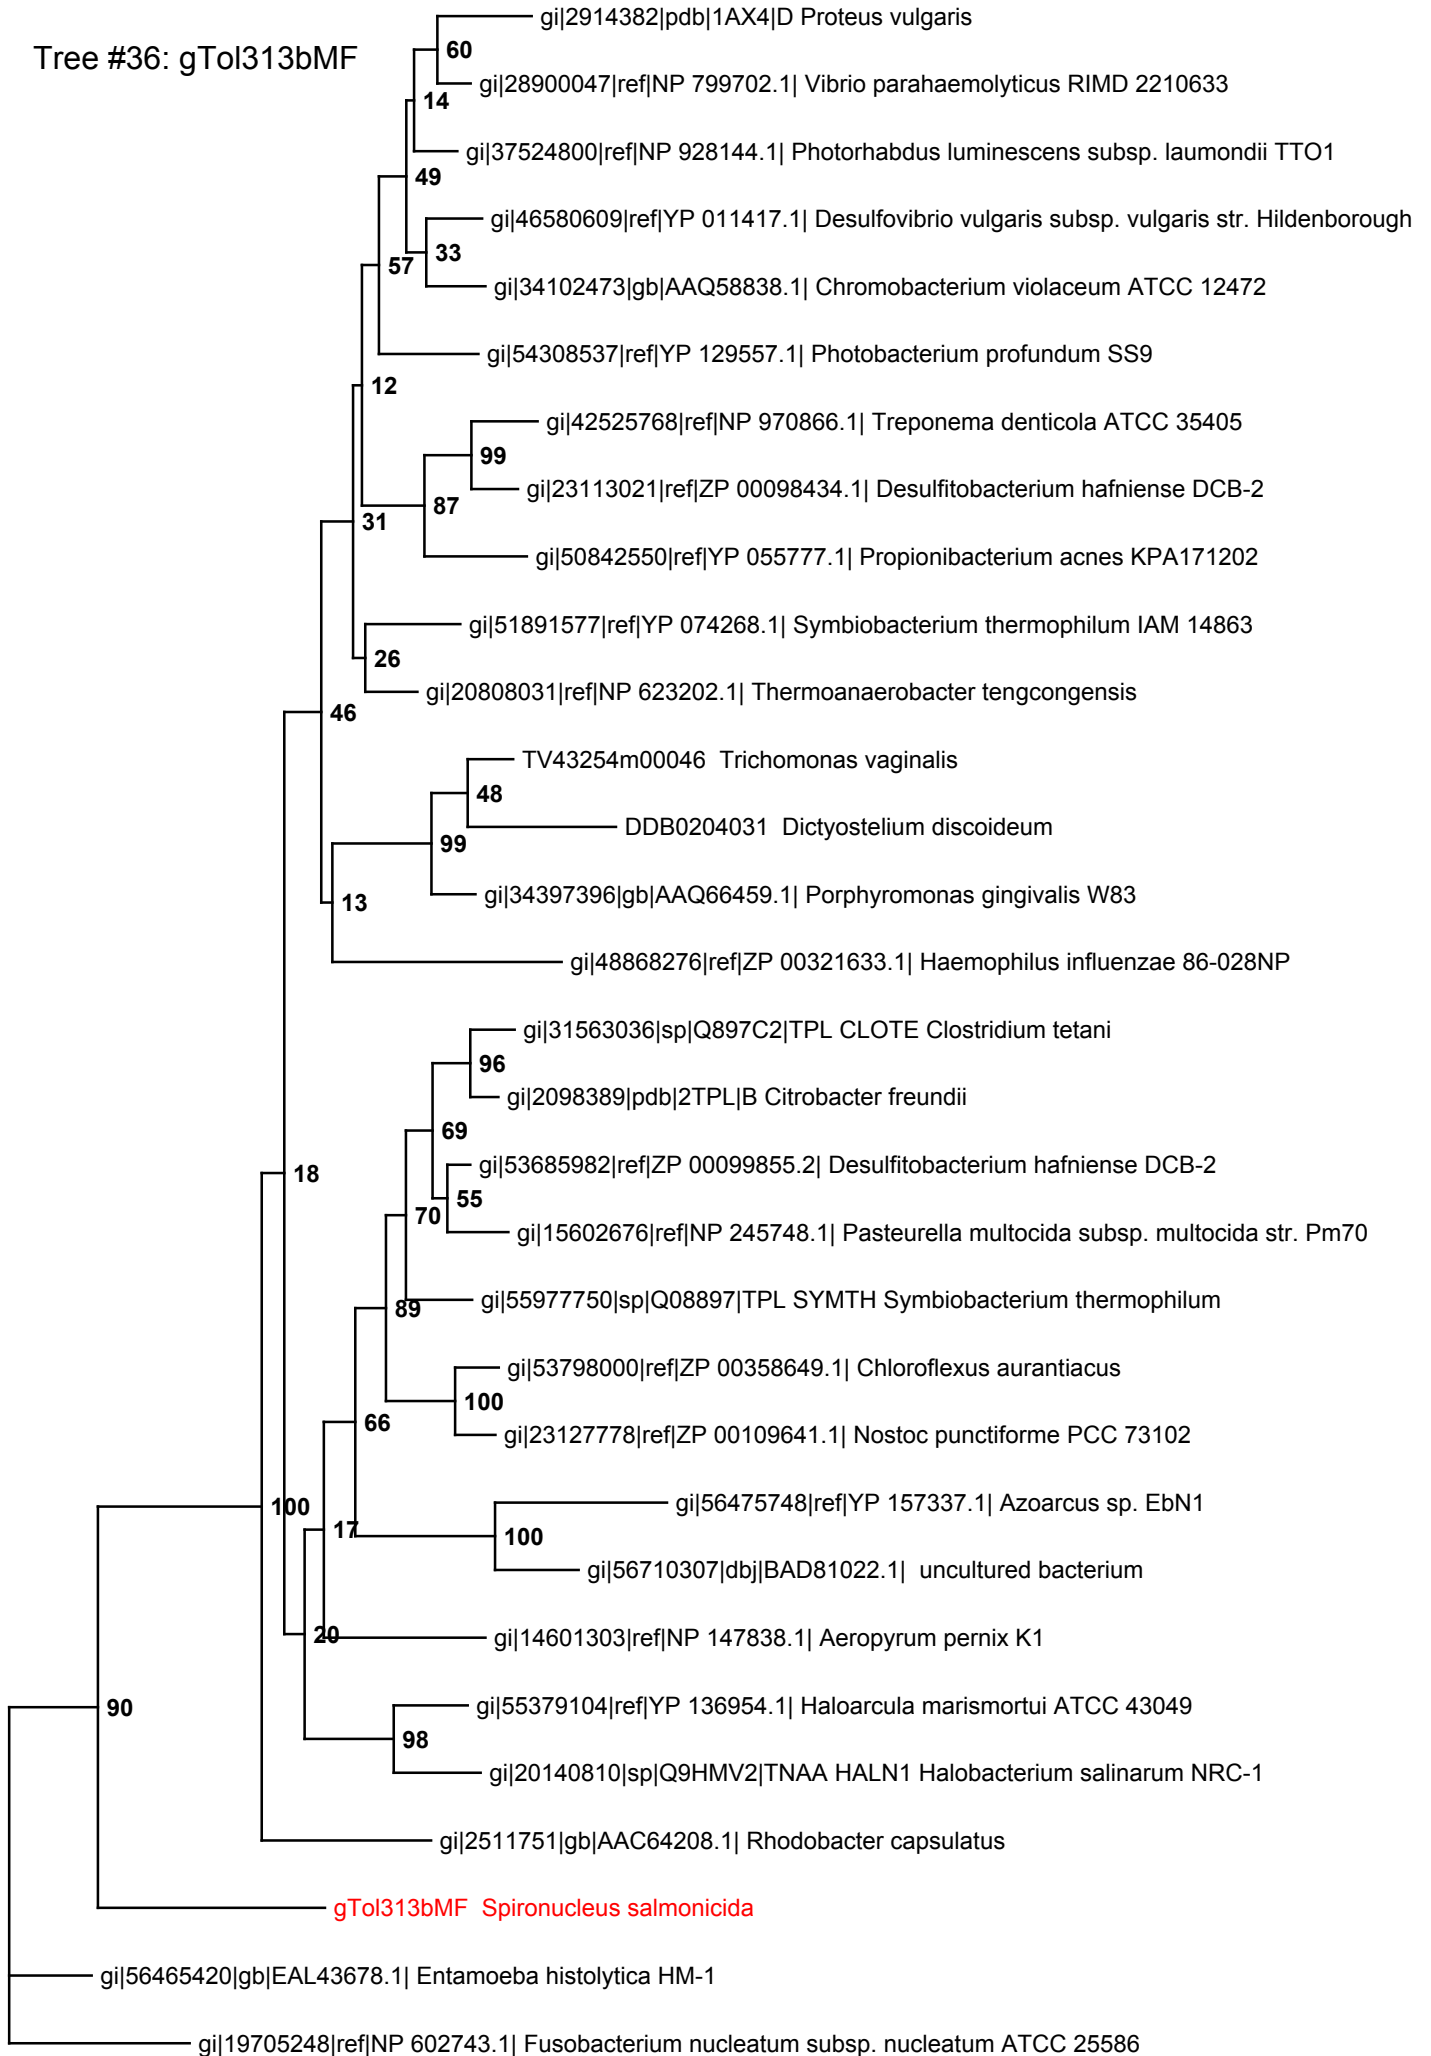 gi|2914382|pdb|1AX4|D Proteus vulgaris
Tree #36: gTol313bMF
60
gi|28900047|ref|NP 799702.1| Vibrio parahaemolyticus RIMD 2210633
14
gi|37524800|ref|NP 928144.1| Photorhabdus luminescens subsp. laumondii TTO1
49
gi|46580609|ref|YP 011417.1| Desulfovibrio vulgaris subsp. vulgaris str. Hildenborough
33
57
gi|34102473|gb|AAQ58838.1| Chromobacterium violaceum ATCC 12472
gi|54308537|ref|YP 129557.1| Photobacterium profundum SS9
12
gi|42525768|ref|NP 970866.1| Treponema denticola ATCC 35405
99
gi|23113021|ref|ZP 00098434.1| Desulfitobacterium hafniense DCB-2
87
31
gi|50842550|ref|YP 055777.1| Propionibacterium acnes KPA171202
gi|51891577|ref|YP 074268.1| Symbiobacterium thermophilum IAM 14863
26
gi|20808031|ref|NP 623202.1| Thermoanaerobacter tengcongensis
46
TV43254m00046  Trichomonas vaginalis
48
DDB0204031  Dictyostelium discoideum
99
gi|34397396|gb|AAQ66459.1| Porphyromonas gingivalis W83
13
gi|48868276|ref|ZP 00321633.1| Haemophilus influenzae 86-028NP
gi|31563036|sp|Q897C2|TPL CLOTE Clostridium tetani
96
gi|2098389|pdb|2TPL|B Citrobacter freundii
69
gi|53685982|ref|ZP 00099855.2| Desulfitobacterium hafniense DCB-2
18
55
70
gi|15602676|ref|NP 245748.1| Pasteurella multocida subsp. multocida str. Pm70
gi|55977750|sp|Q08897|TPL SYMTH Symbiobacterium thermophilum
89
gi|53798000|ref|ZP 00358649.1| Chloroflexus aurantiacus
100
66
gi|23127778|ref|ZP 00109641.1| Nostoc punctiforme PCC 73102
gi|56475748|ref|YP 157337.1| Azoarcus sp. EbN1
100
17
100
gi|56710307|dbj|BAD81022.1|  uncultured bacterium
20
gi|14601303|ref|NP 147838.1| Aeropyrum pernix K1
gi|55379104|ref|YP 136954.1| Haloarcula marismortui ATCC 43049
90
98
gi|20140810|sp|Q9HMV2|TNAA HALN1 Halobacterium salinarum NRC-1
gi|2511751|gb|AAC64208.1| Rhodobacter capsulatus
gTol313bMF  Spironucleus salmonicida
gi|56465420|gb|EAL43678.1| Entamoeba histolytica HM-1
gi|19705248|ref|NP 602743.1| Fusobacterium nucleatum subsp. nucleatum ATCC 25586